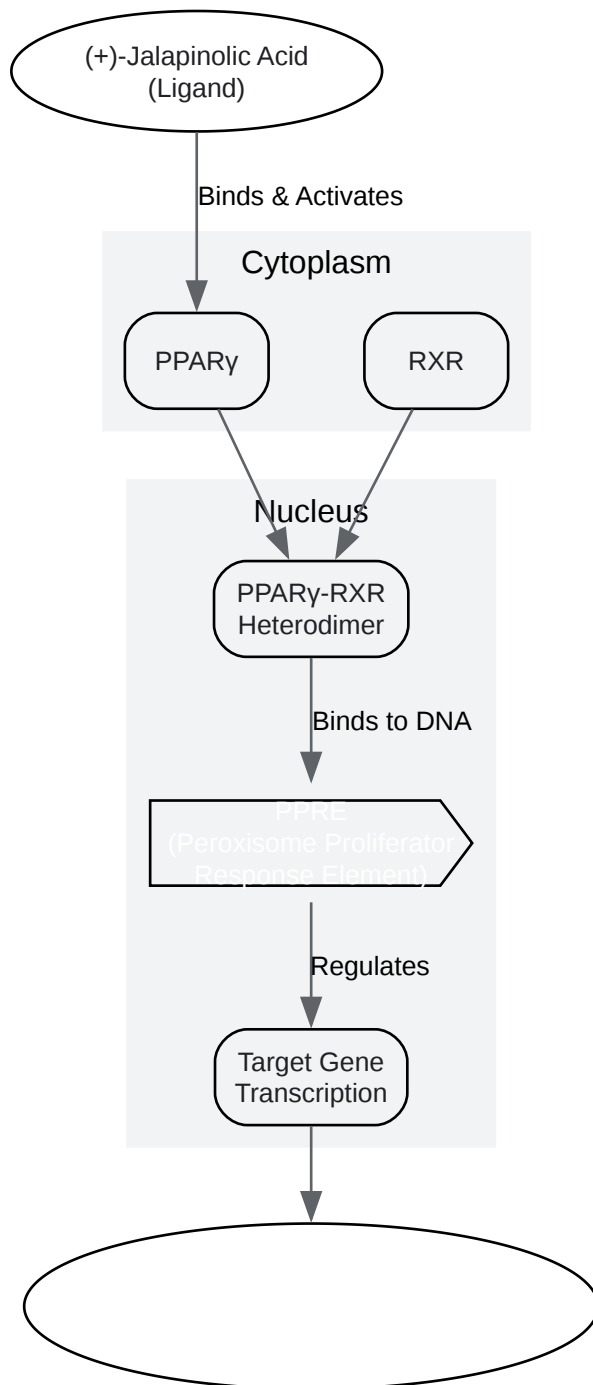 (+)-Jalapinolic Acid
(Ligand)
Binds & Activates
Cytoplasm
PPARγ
RXR
Nucleus
PPARγ-RXR
Heterodimer
Binds to DNA
PPRE
(Peroxisome Proliferator
Response Element)
Regulates
Target Gene
Transcription